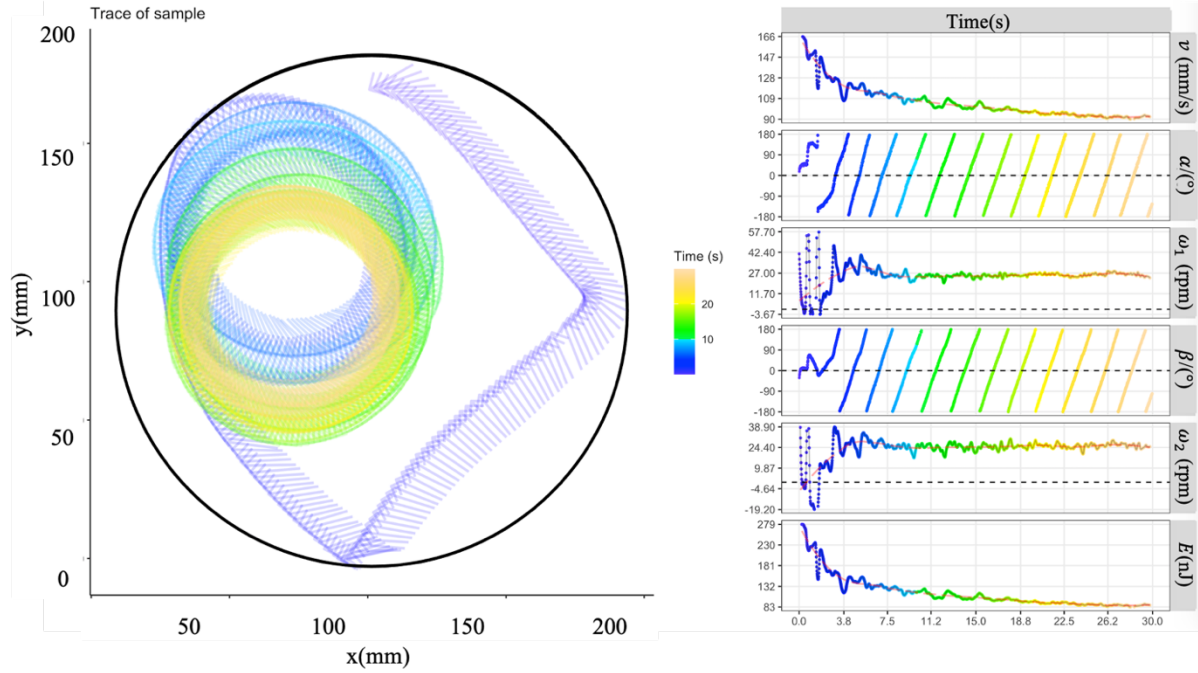 Trace of sample
200
150
100
50
0
y(mm)
50 100 150 200
x(mm)
Time (s)
20
10
Time(s)
166
147
128
109
90
v (mm/s)
180
90
0
-90
-180
α/(°)
57.70
42.40
27.00
11.70
-3.67
ω₁ (rpm)
180
90
0
-90
-180
β/(°)
38.90
24.40
9.87
-4.64
-19.20
ω₂ (rpm)
279
230
181
132
83
E(nJ)
0.0 3.8 7.5 11.2 15.0 18.8 22.5 26.2 30.0